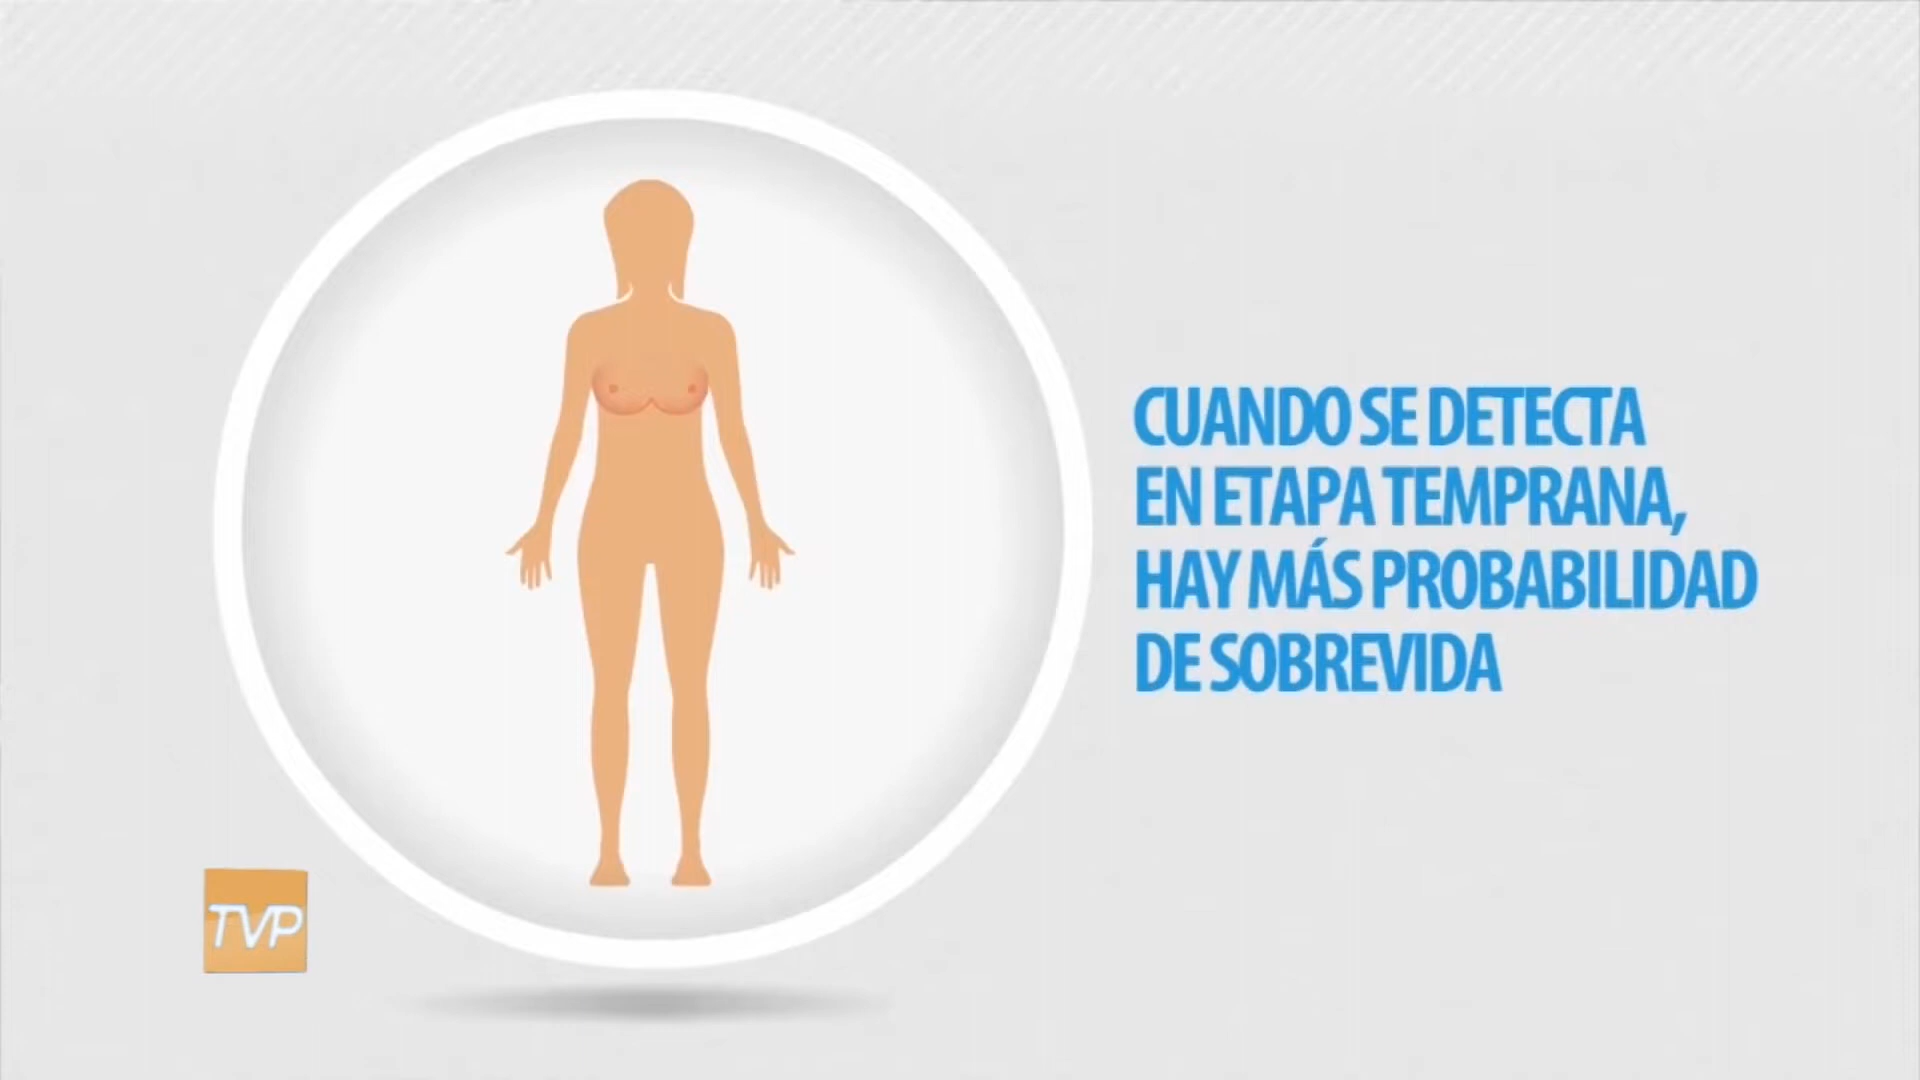 CUANDO SE DETECTA
EN ETAPA TEMPRANA,
HAY MÁS PROBABILIDAD
DE SOBREVIDA
TVP